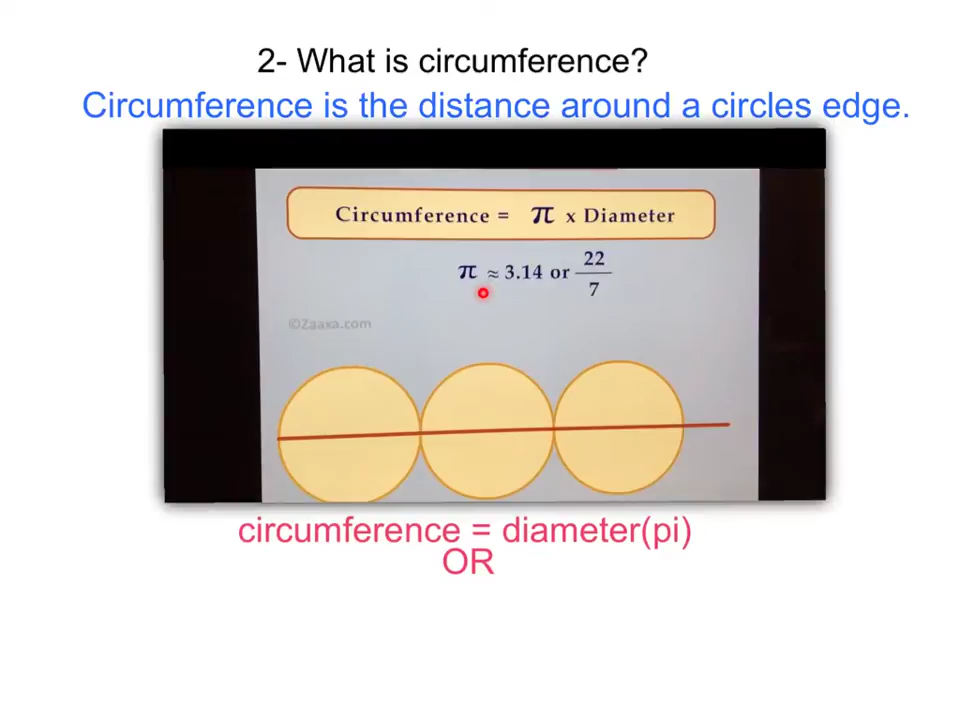 2- What is circumference?
Circumference is the distance around a circles edge.
Circumference = π x Diameter
π ≈ 3.14 or 22/7
©Zaaxa.com
circumference = diameter(pi)
OR